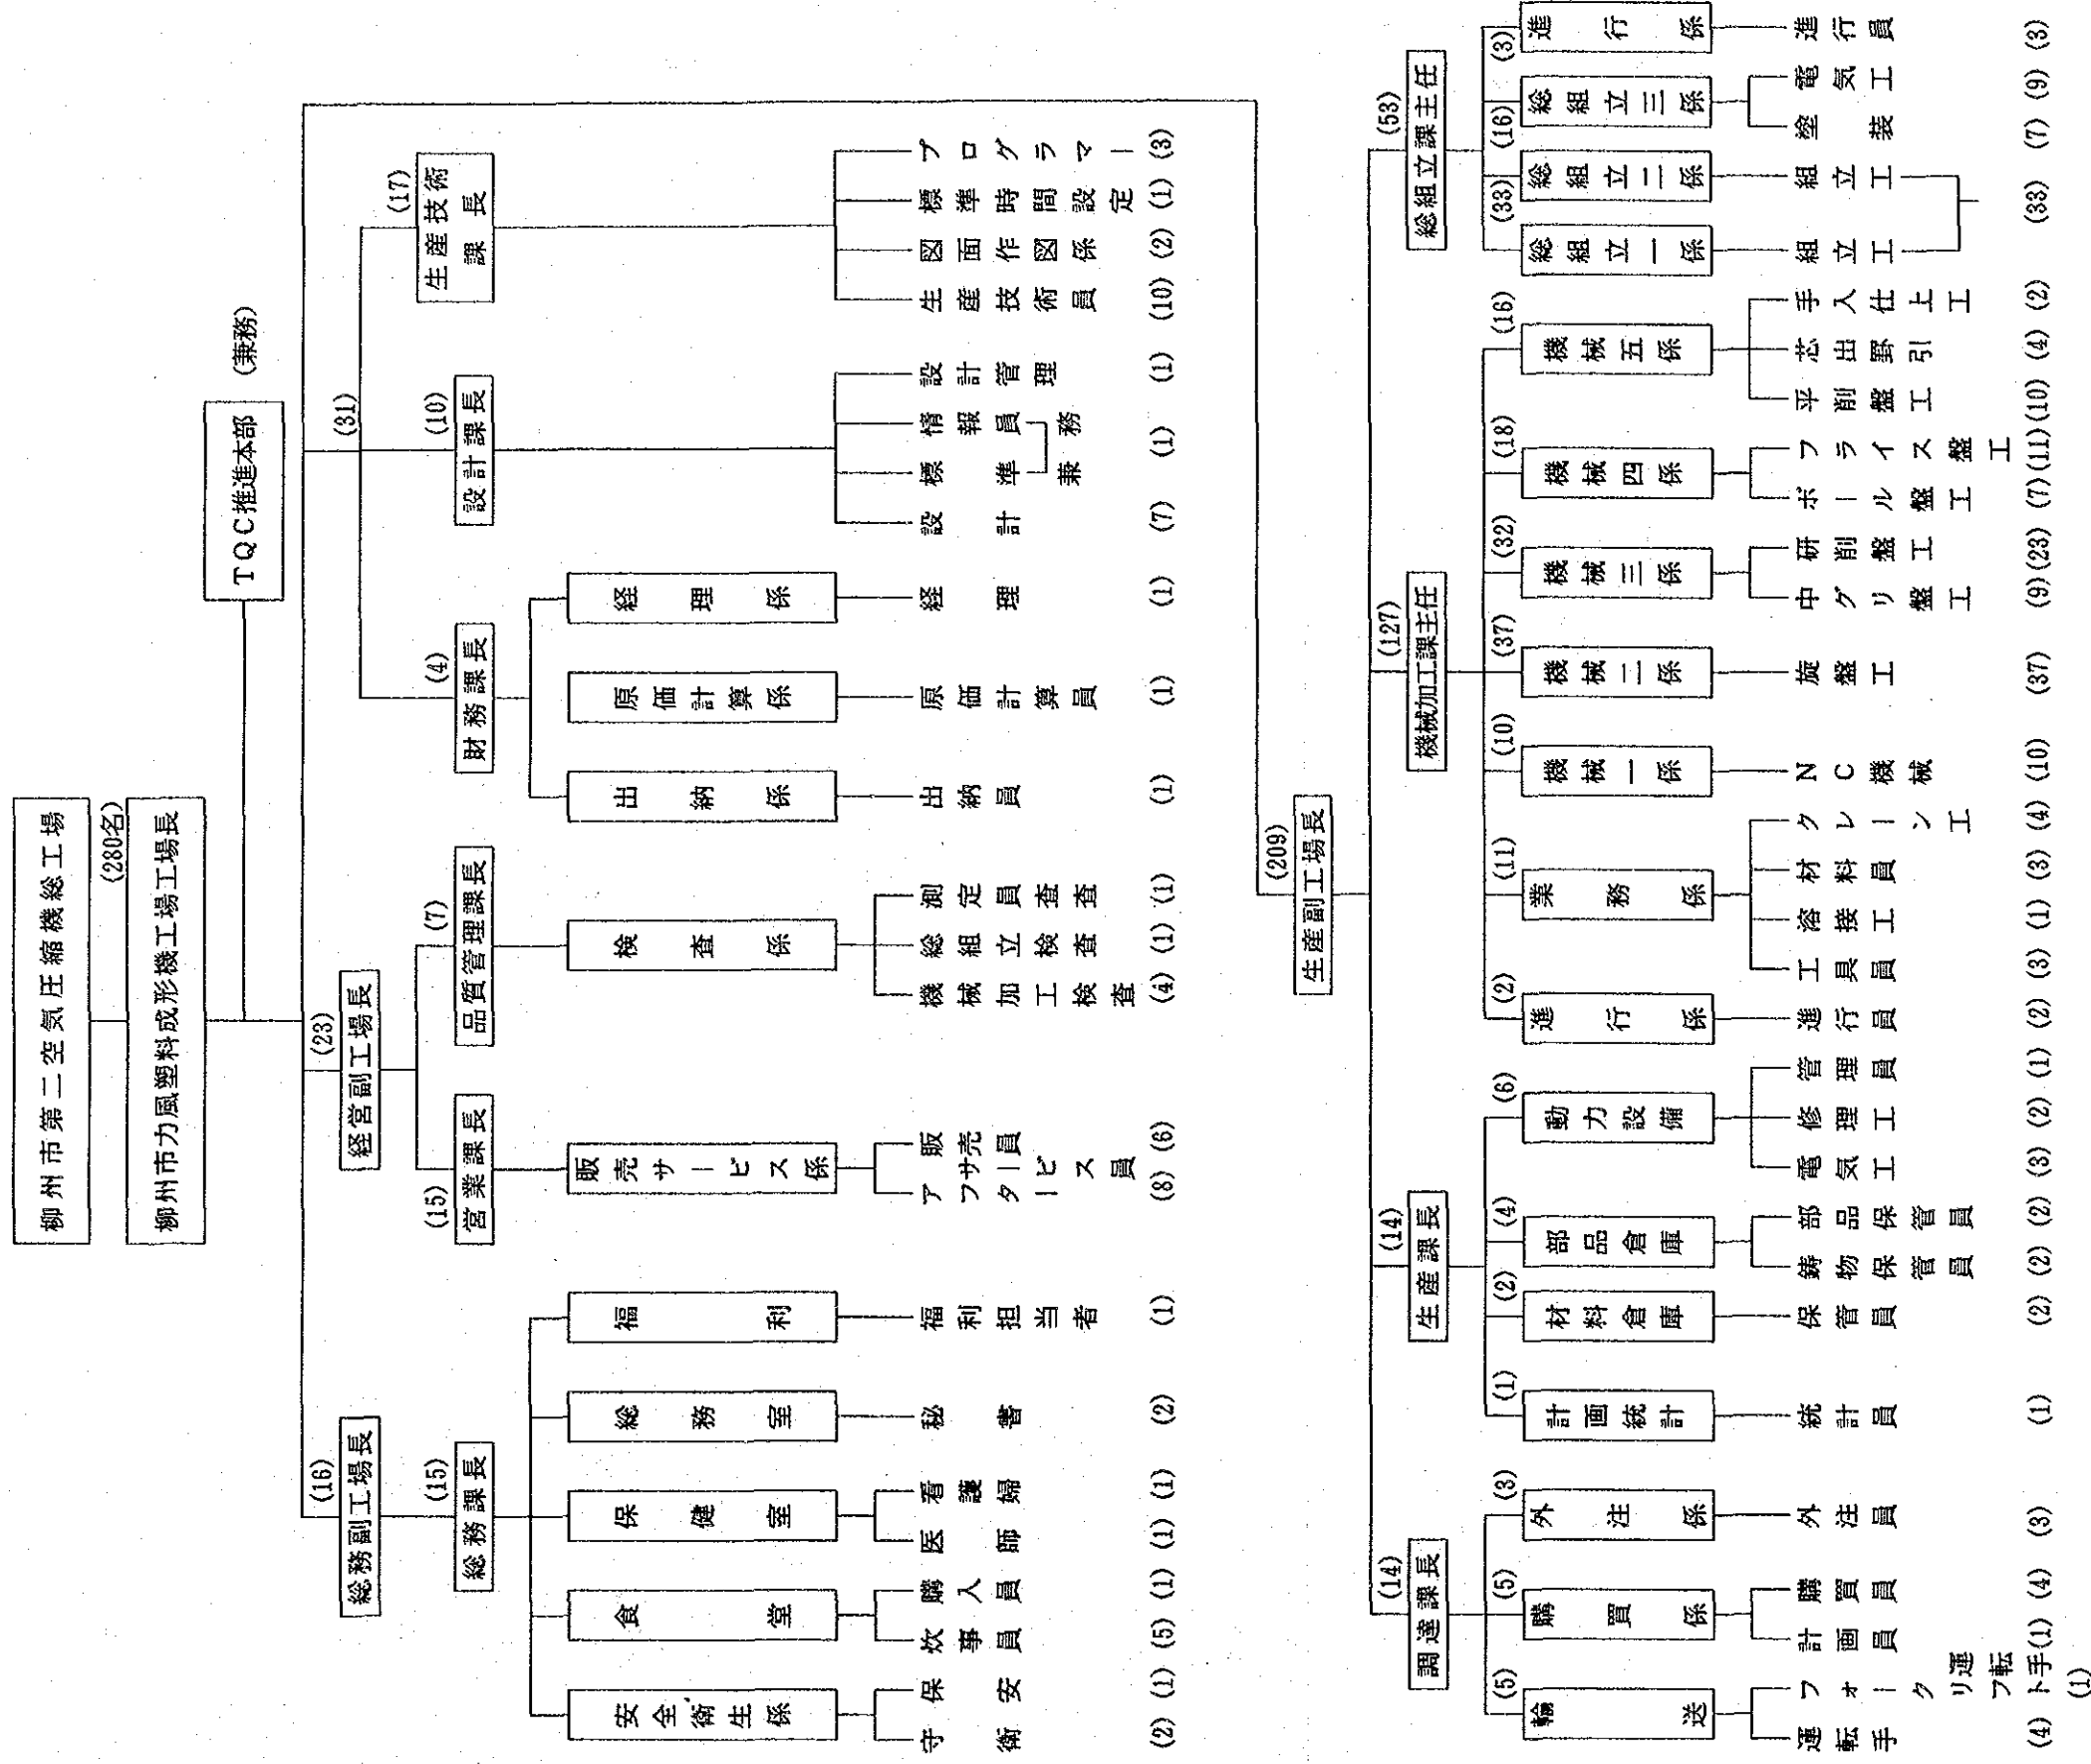 柳州市第二空気圧縮機総工場
(280名)
柳州市力風塑料成形機工場工場長
TQC推進本部 (兼務)
(16)
総務副工場長
(15)
総務課長
安全衛生係
守衛 (2)
保安 (1)
食堂
炊事員 (5)
購入員 (1)
保健室
医師 (1)
看護婦 (1)
総務室
秘書 (2)
福利
福利担当者 (1)
(23)
経営副工場長
(15)
営業課長
販売サービス係
アフターサービス員 (8)
販売員 (6)
(7)
品質管理課長
検査係
機械加工検査 (4)
総組立検査 (1)
測定員査査 (1)
(31)
(4)
財務課長
出納係
出納員 (1)
原価計算係
原価計算員 (1)
経理係
経理 (1)
(10)
設計課長
設計 (7)
標準
情報員
兼務 (1)
設計管理 (1)
(17)
生産技術課長
生産技術員 (10)
図面作図係 (2)
標準時間設定 (1)
プログラマー (3)
(209)
生産副工場長
(14)
調達課長
(5)
輸送
運転手 (4)
フォークリフト運転手 (1)
(5)
購買係
計画員 (1)
購買員 (4)
(3)
外注係
外注員 (3)
(14)
生産課長
(1)
計画統計
統計員 (1)
(2)
材料倉庫
保管員 (2)
(4)
部品倉庫
鋳物保管員 (2)
部品保管員 (2)
(6)
動力設備
電気工 (3)
修理工 (2)
管理員 (1)
(127)
機械加工課主任
(2)
進行係
進行員 (2)
(11)
業務係
工具員 (3)
溶接工 (1)
材料員 (3)
クレーン工 (4)
(10)
機械一係
NC機械 (10)
(37)
機械二係
旋盤工 (37)
(32)
機械三係
中グリ盤工 (9)
研削盤工 (23)
(18)
機械四係
ボール盤工 (7)
フライス盤工 (11)
(16)
機械五係
平削盤工 (10)
芯出野引 (4)
手入仕上工 (2)
(53)
総組立課主任
総組立一係
組立工
(33)
総組立二係
組立工
(33)
(16)
総組立三係
塗装 (7)
電気工 (9)
(3)
進行係
進行員 (3)